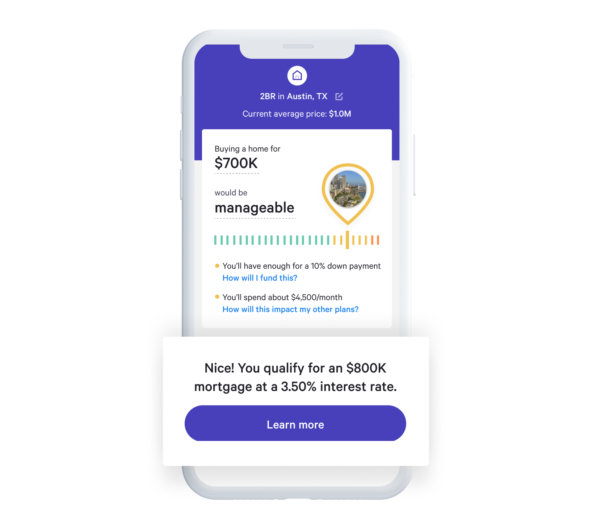 2BR in Austin, TX
Current average price: $1.0M
Buying a home for
$700K
would be
manageable
You'll have enough for a 10% down payment
How will I fund this?
You'll spend about $4,500/month
How will this impact my other plans?
Nice! You qualify for an $800K
mortgage at a 3.50% interest rate.
Learn more